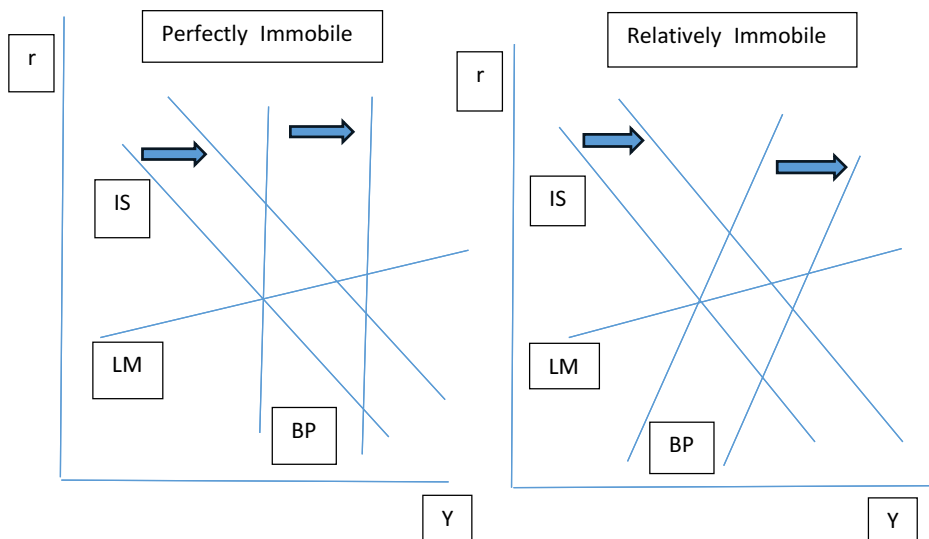 Perfectly Immobile
r
IS
LM
BP
Y
Relatively Immobile
r
IS
LM
BP
Y